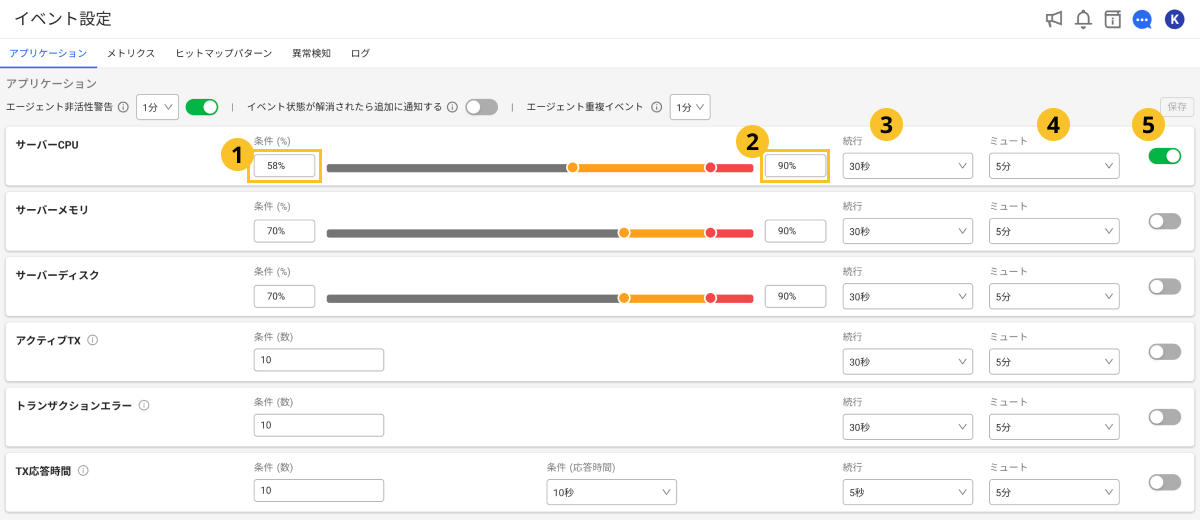 イベント設定
K
アプリケーション メトリクス ヒットマップパターン 異常検知 ログ
アプリケーション
エージェント非活性警告 1分 | イベント状態が解消されたら追加に通知する | エージェント重複イベント 1分 保存
サーバーCPU 条件 (%) 続行 ミュート
1 58% 2 90% 3 30秒 4 5分 5
サーバーメモリ 条件 (%) 続行 ミュート
70% 90% 30秒 5分
サーバーディスク 条件 (%) 続行 ミュート
70% 90% 30秒 5分
アクティブTX 条件 (数) 続行 ミュート
10 30秒 5分
トランザクションエラー 条件 (数) 続行 ミュート
10 30秒 5分
TX応答時間 条件 (数) 条件 (応答時間) 続行 ミュート
10 10秒 5秒 5分